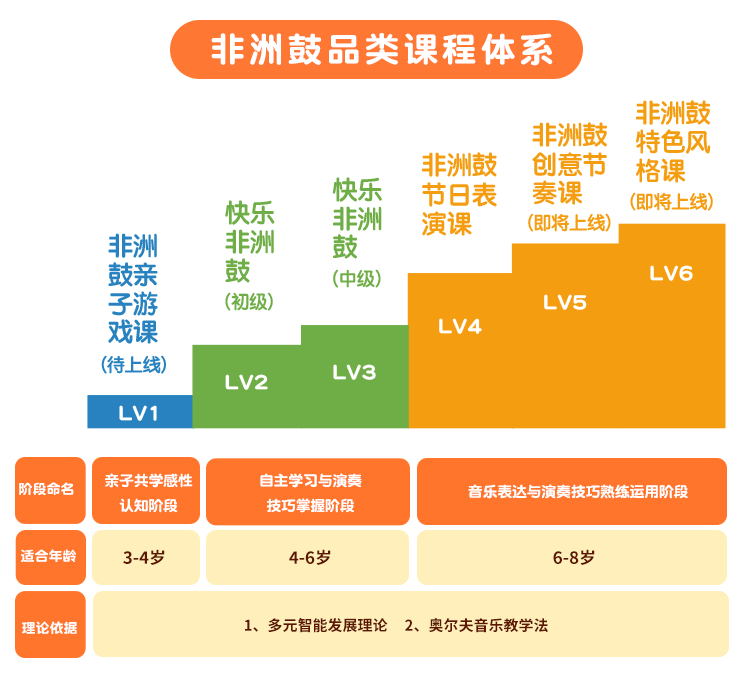 非洲鼓品类课程体系
非洲
鼓亲
子游
戏课
(待上线)
LV1
快乐
非洲
鼓
(初级)
LV2
快乐
非洲
鼓
(中级)
LV3
非洲鼓
节日表
演课
LV4
非洲鼓
创意节
奏课
(即将上线)
LV5
非洲鼓
特色风
格课
(即将上线)
LV6
阶段命名
亲子共学感性
认知阶段
自主学习与演奏
技巧掌握阶段
音乐表达与演奏技巧熟练运用阶段
适合年龄
3-4岁
4-6岁
6-8岁
理论依据
1、多元智能发展理论 2、奥尔夫音乐教学法